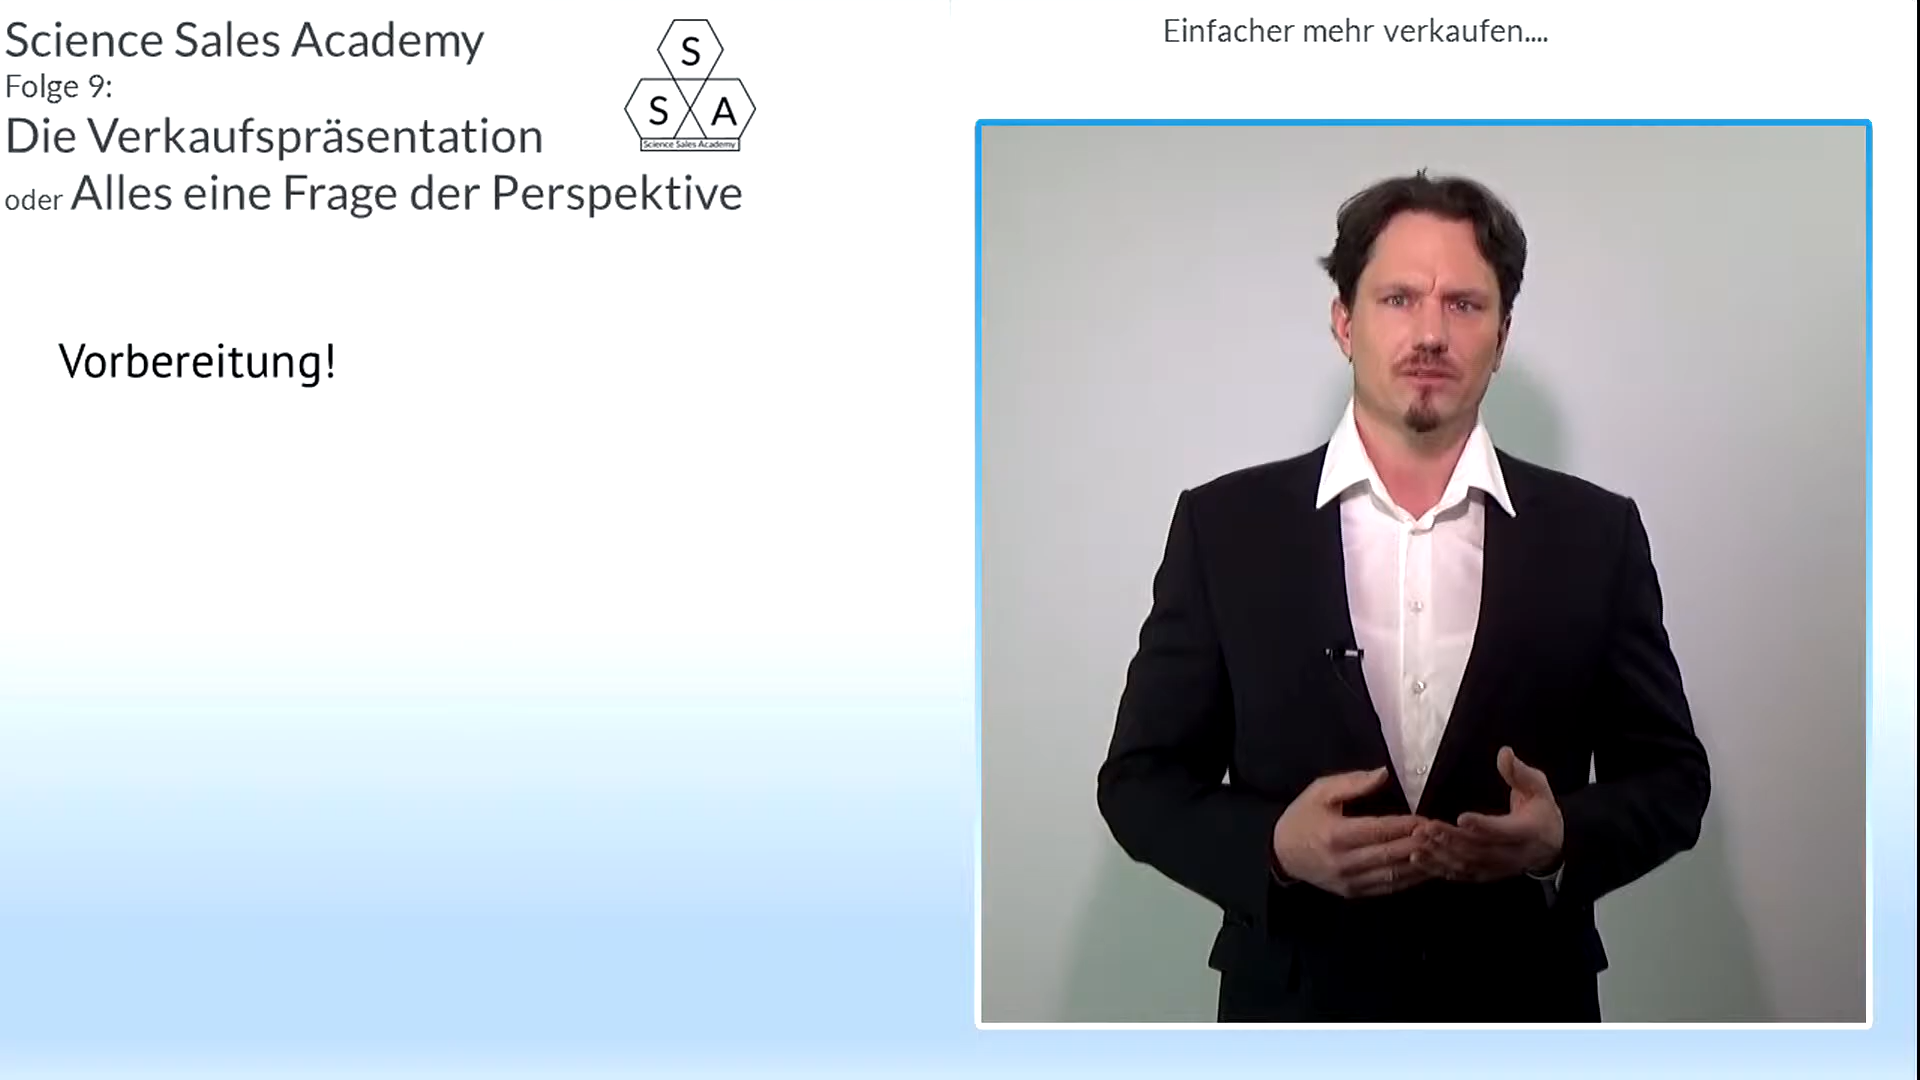 Science Sales Academy
Folge 9:
Die Verkaufspräsentation
oder Alles eine Frage der Perspektive
S
S A
Science Sales Academy
Einfacher mehr verkaufen....
Vorbereitung!